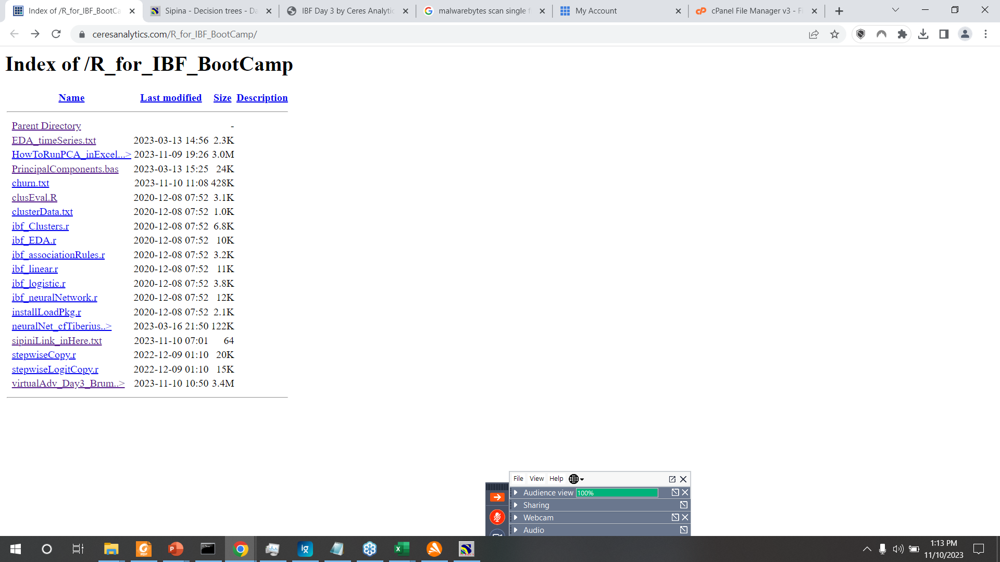 Index of /R_for_IBF_BootCa
Sipina - Decision trees - Da
IBF Day 3 by Ceres Analytic
malwarebytes scan single f
My Account
cPanel File Manager v3 - Fi
ceresanalytics.com/R_for_IBF_BootCamp/
Index of /R_for_IBF_BootCamp
Name Last modified Size Description
Parent Directory -
EDA_timeSeries.txt 2023-03-13 14:56 2.3K
HowToRunPCA_inExcel...> 2023-11-09 19:26 3.0M
PrincipalComponents.bas 2023-03-13 15:25 24K
churn.txt 2023-11-10 11:08 428K
clusEval.R 2020-12-08 07:52 3.1K
clusterData.txt 2020-12-08 07:52 1.0K
ibf_Clusters.r 2020-12-08 07:52 6.8K
ibf_EDA.r 2020-12-08 07:52 10K
ibf_associationRules.r 2020-12-08 07:52 3.2K
ibf_linear.r 2020-12-08 07:52 11K
ibf_logistic.r 2020-12-08 07:52 3.8K
ibf_neuralNetwork.r 2020-12-08 07:52 12K
installLoadPkg.r 2020-12-08 07:52 2.1K
neuralNet_cfTiberius..> 2023-03-16 21:50 122K
sipiniLink_inHere.txt 2023-11-10 07:01 64
stepwiseCopy.r 2022-12-09 01:10 20K
stepwiseLogitCopy.r 2022-12-09 01:10 15K
virtualAdv_Day3_Brum..> 2023-11-10 10:50 3.4M
File View Help
Audience view 100%
Sharing
Webcam
Audio
1:13 PM
11/10/2023